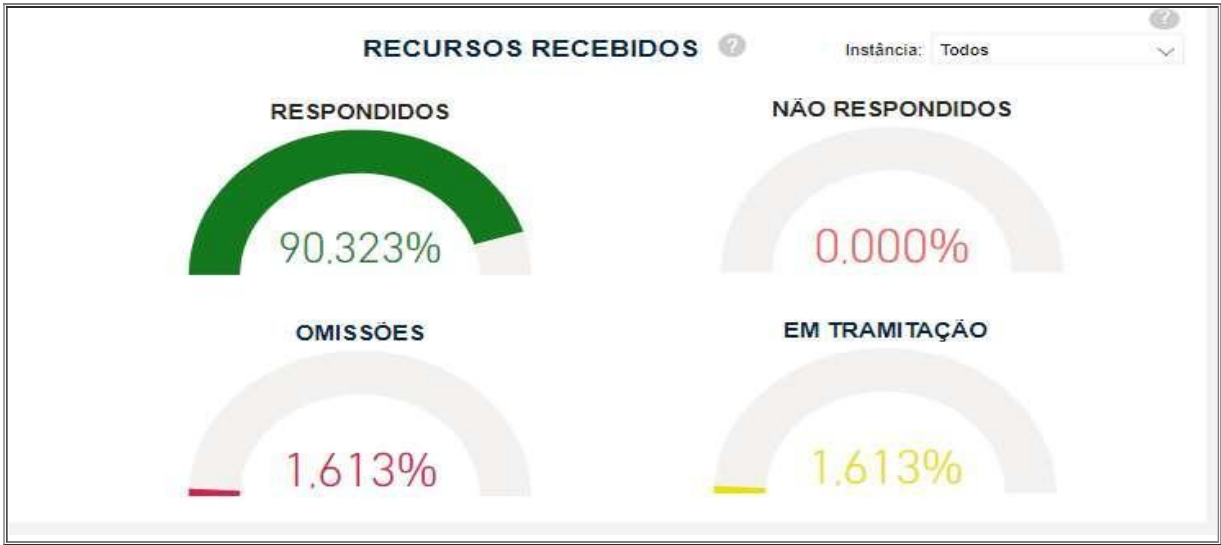 ?
RECURSOS RECEBIDOS ?
Instância: Todos
RESPONDIDOS
NÃO RESPONDIDOS
90,323%
0,000%
OMISSÕES
EM TRAMITAÇÃO
1,613%
1,613%